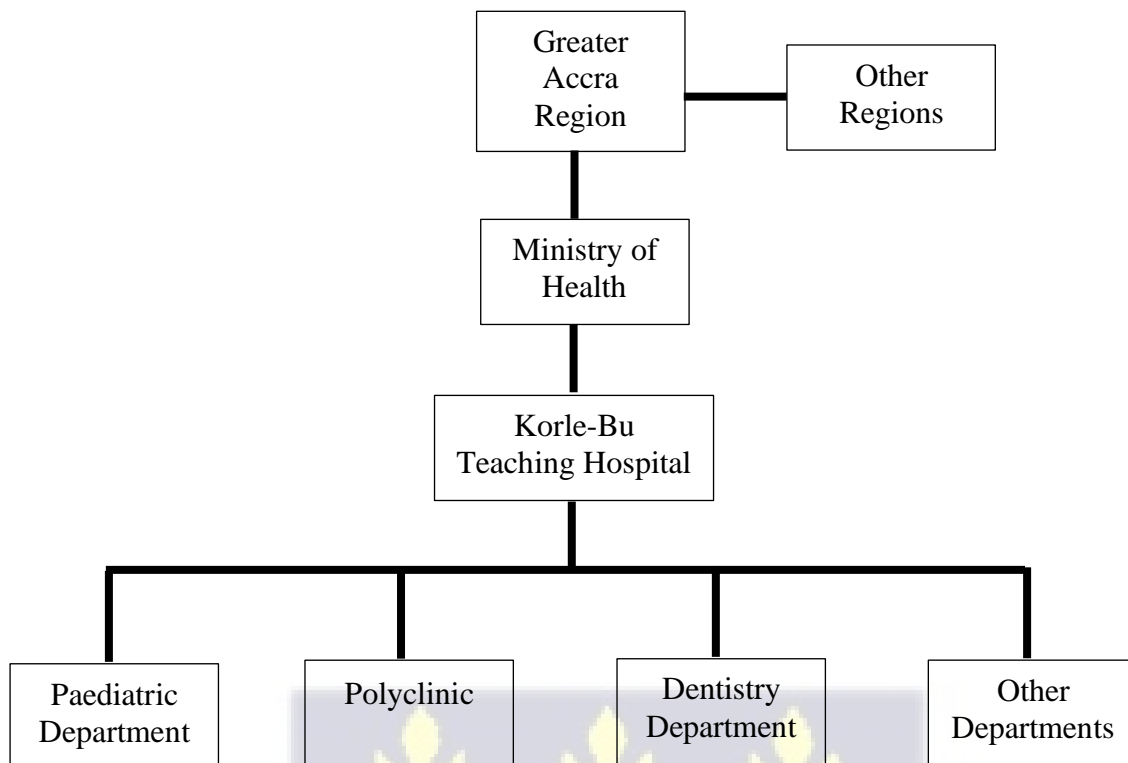 Greater
Accra
Region
Other
Regions
Ministry of
Health
Korle-Bu
Teaching Hospital
Paediatric
Department
Polyclinic
Dentistry
Department
Other
Departments